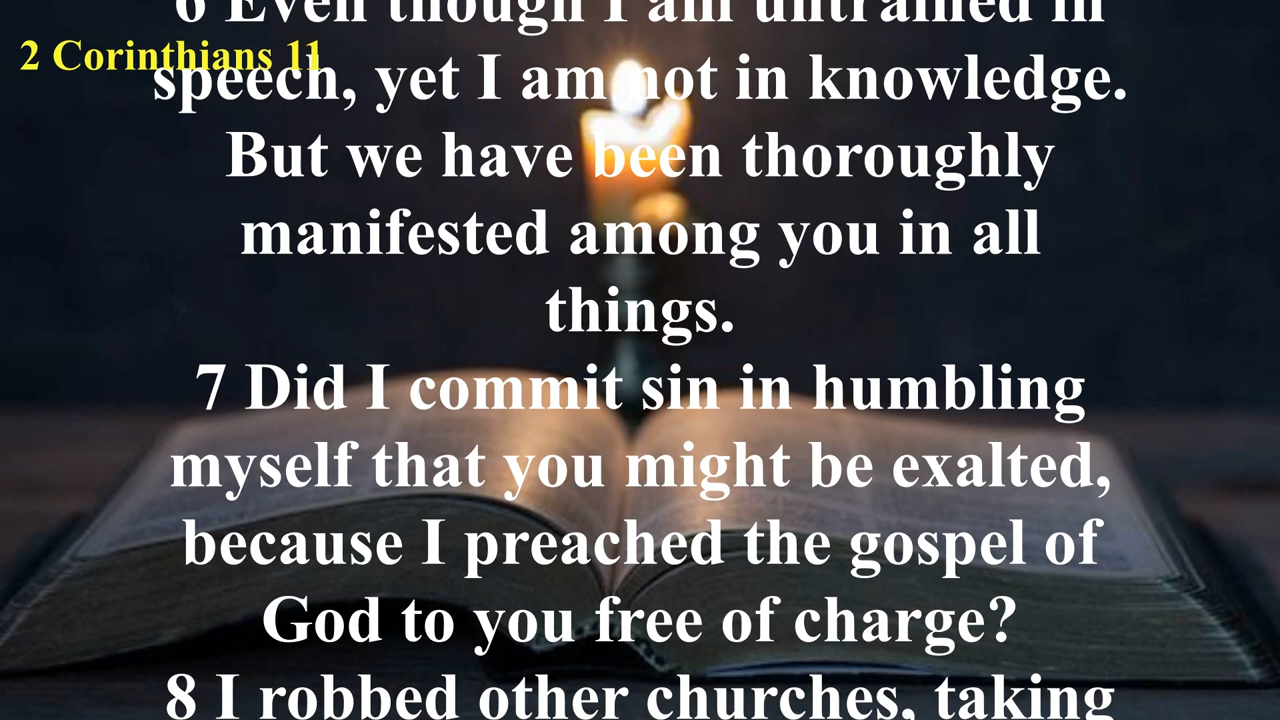 6 Even though I am untrained in
2 Corinthians 11
speech, yet I am not in knowledge.
But we have been thoroughly
manifested among you in all
things.
7 Did I commit sin in humbling
myself that you might be exalted,
because I preached the gospel of
God to you free of charge?
8 I robbed other churches, taking